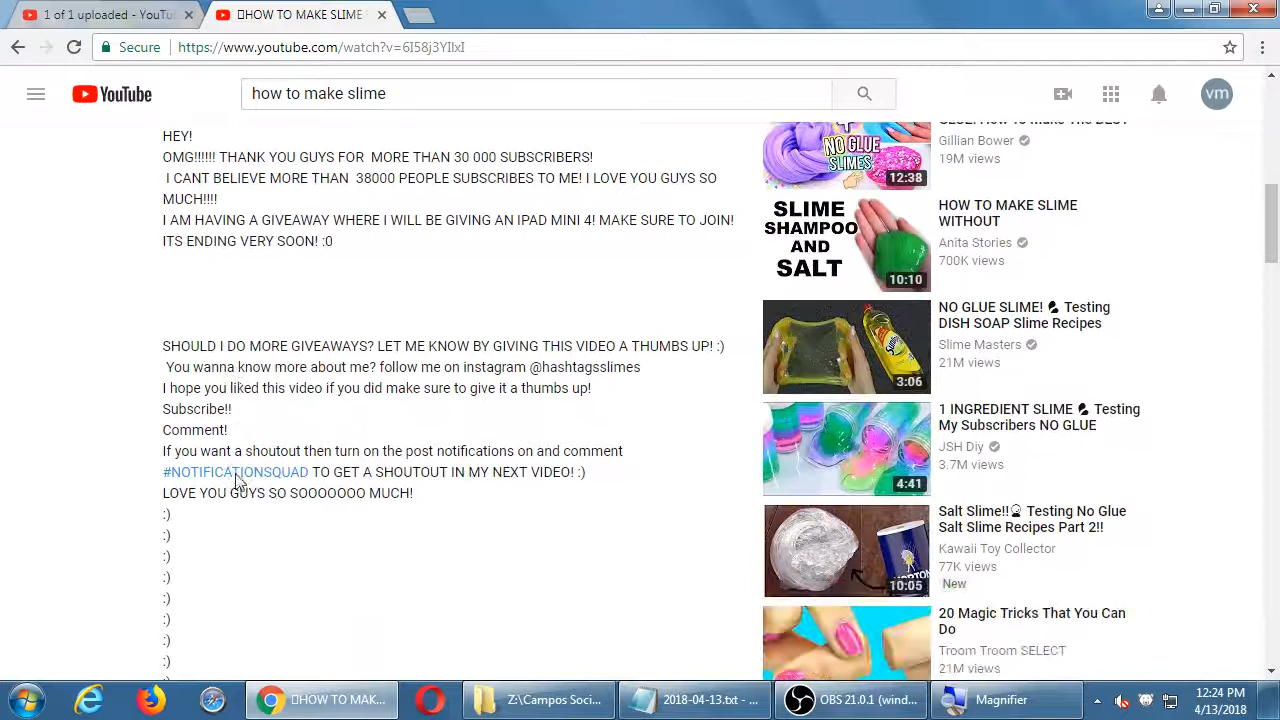 1 of 1 uploaded - YouTu
HOW TO MAKE SLIME
Secure
https://www.youtube.com/watch?v=6I58j3YIlxI
YouTube
how to make slime
vm
HEY!
OMG!!!!!! THANK YOU GUYS FOR MORE THAN 30 000 SUBSCRIBERS!
I CANT BELIEVE MORE THAN 38000 PEOPLE SUBSCRIBES TO ME! I LOVE YOU GUYS SO
MUCH!!!!
I AM HAVING A GIVEAWAY WHERE I WILL BE GIVING AN IPAD MINI 4! MAKE SURE TO JOIN!
ITS ENDING VERY SOON! :0
SHOULD I DO MORE GIVEAWAYS? LET ME KNOW BY GIVING THIS VIDEO A THUMBS UP! :)
You wanna know more about me? follow me on instagram @hashtagsslimes
I hope you liked this video if you did make sure to give it a thumbs up!
Subscribe!!
Comment!
If you want a shoutout then turn on the post notifications on and comment
#NOTIFICATIONSQUAD TO GET A SHOUTOUT IN MY NEXT VIDEO! :)
LOVE YOU GUYS SO SOOOOOOO MUCH!
:)
:)
:)
:)
:)
:)
:)
:)
NO GLUE
SLIMES
12:38
Gillian Bower
19M views
SLIME
SHAMPOO
AND
SALT
10:10
HOW TO MAKE SLIME
WITHOUT
Anita Stories
700K views
3:06
NO GLUE SLIME! Testing
DISH SOAP Slime Recipes
Slime Masters
21M views
4:41
1 INGREDIENT SLIME Testing
My Subscribers NO GLUE
JSH Diy
3.7M views
10:05
Salt Slime!! Testing No Glue
Salt Slime Recipes Part 2!!
Kawaii Toy Collector
77K views
New
20 Magic Tricks That You Can
Do
Troom Troom SELECT
21M views
HOW TO MAK...
Z:\Campos Soci...
2018-04-13.txt - ...
OBS 21.0.1 (wind...
Magnifier
12:24 PM
4/13/2018